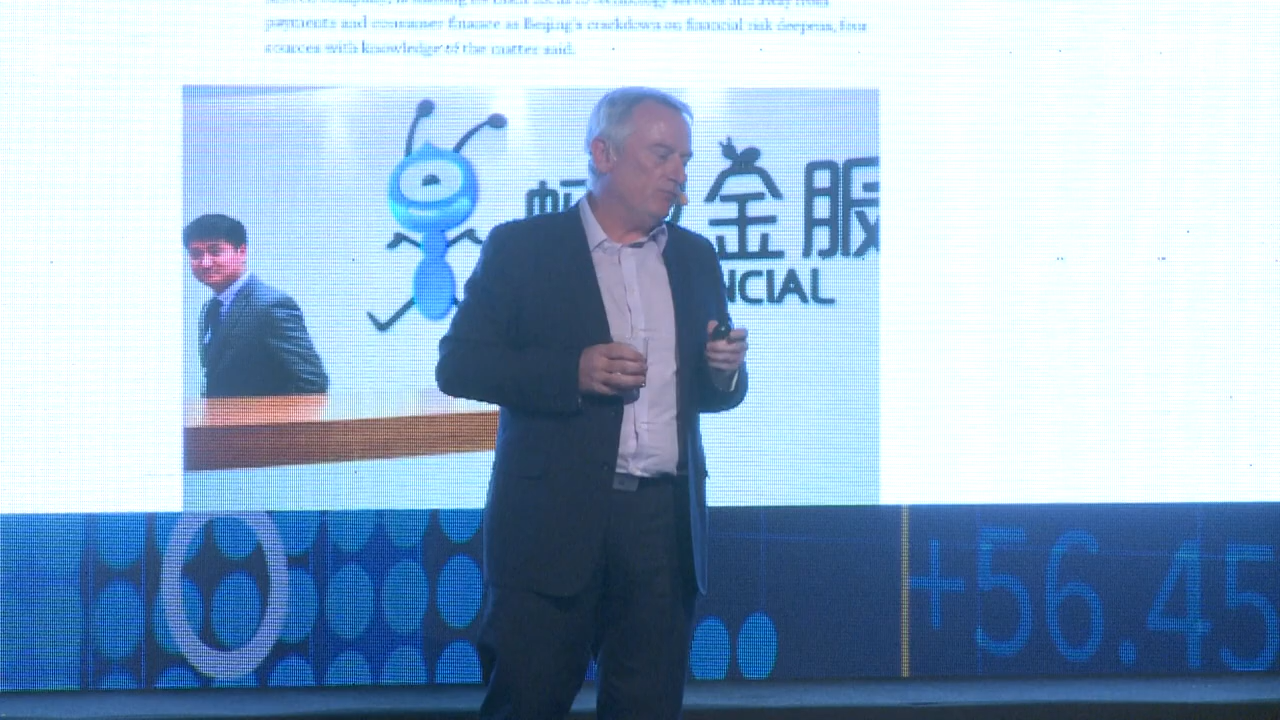 payments and consumer finance as Beijing's crackdown on financial risk deepens, four
sources with knowledge of the matter said.
金服
NCIAL
+56.45